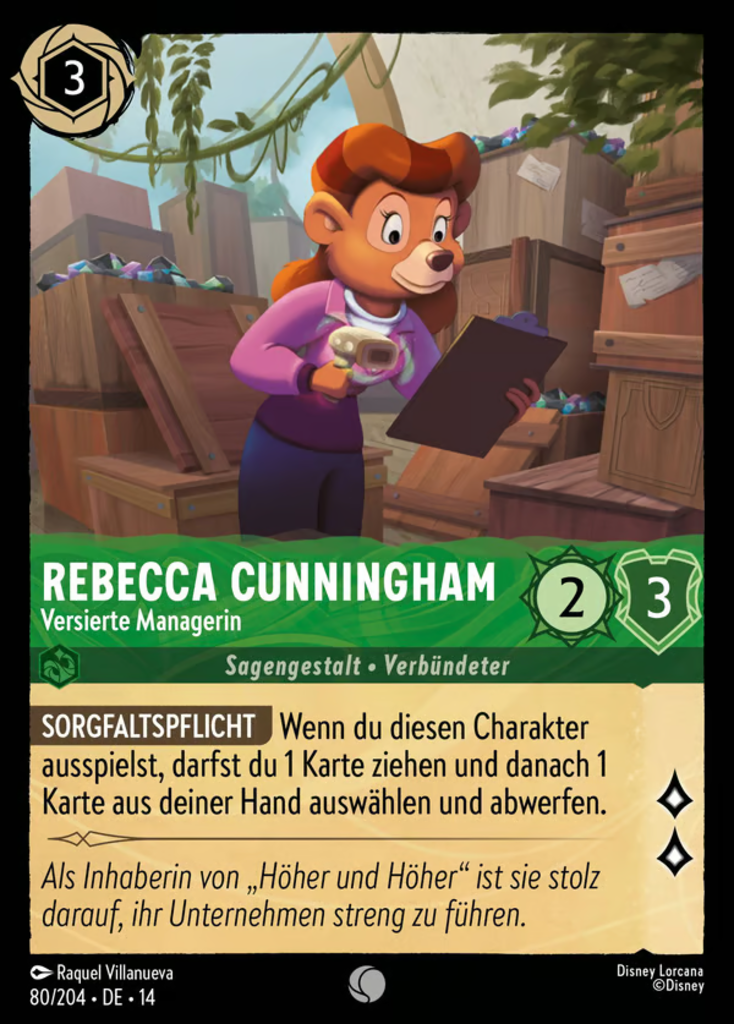 3
REBECCA CUNNINGHAM
Versierte Managerin
2
3
Sagengestalt • Verbündeter
SORGFALTSPFLICHT Wenn du diesen Charakter
ausspielst, darfst du 1 Karte ziehen und danach 1
Karte aus deiner Hand auswählen und abwerfen.
Als Inhaberin von „Höher und Höher“ ist sie stolz
darauf, ihr Unternehmen streng zu führen.
Raquel Villanueva
80/204 • DE • 14
Disney Lorcana
©Disney